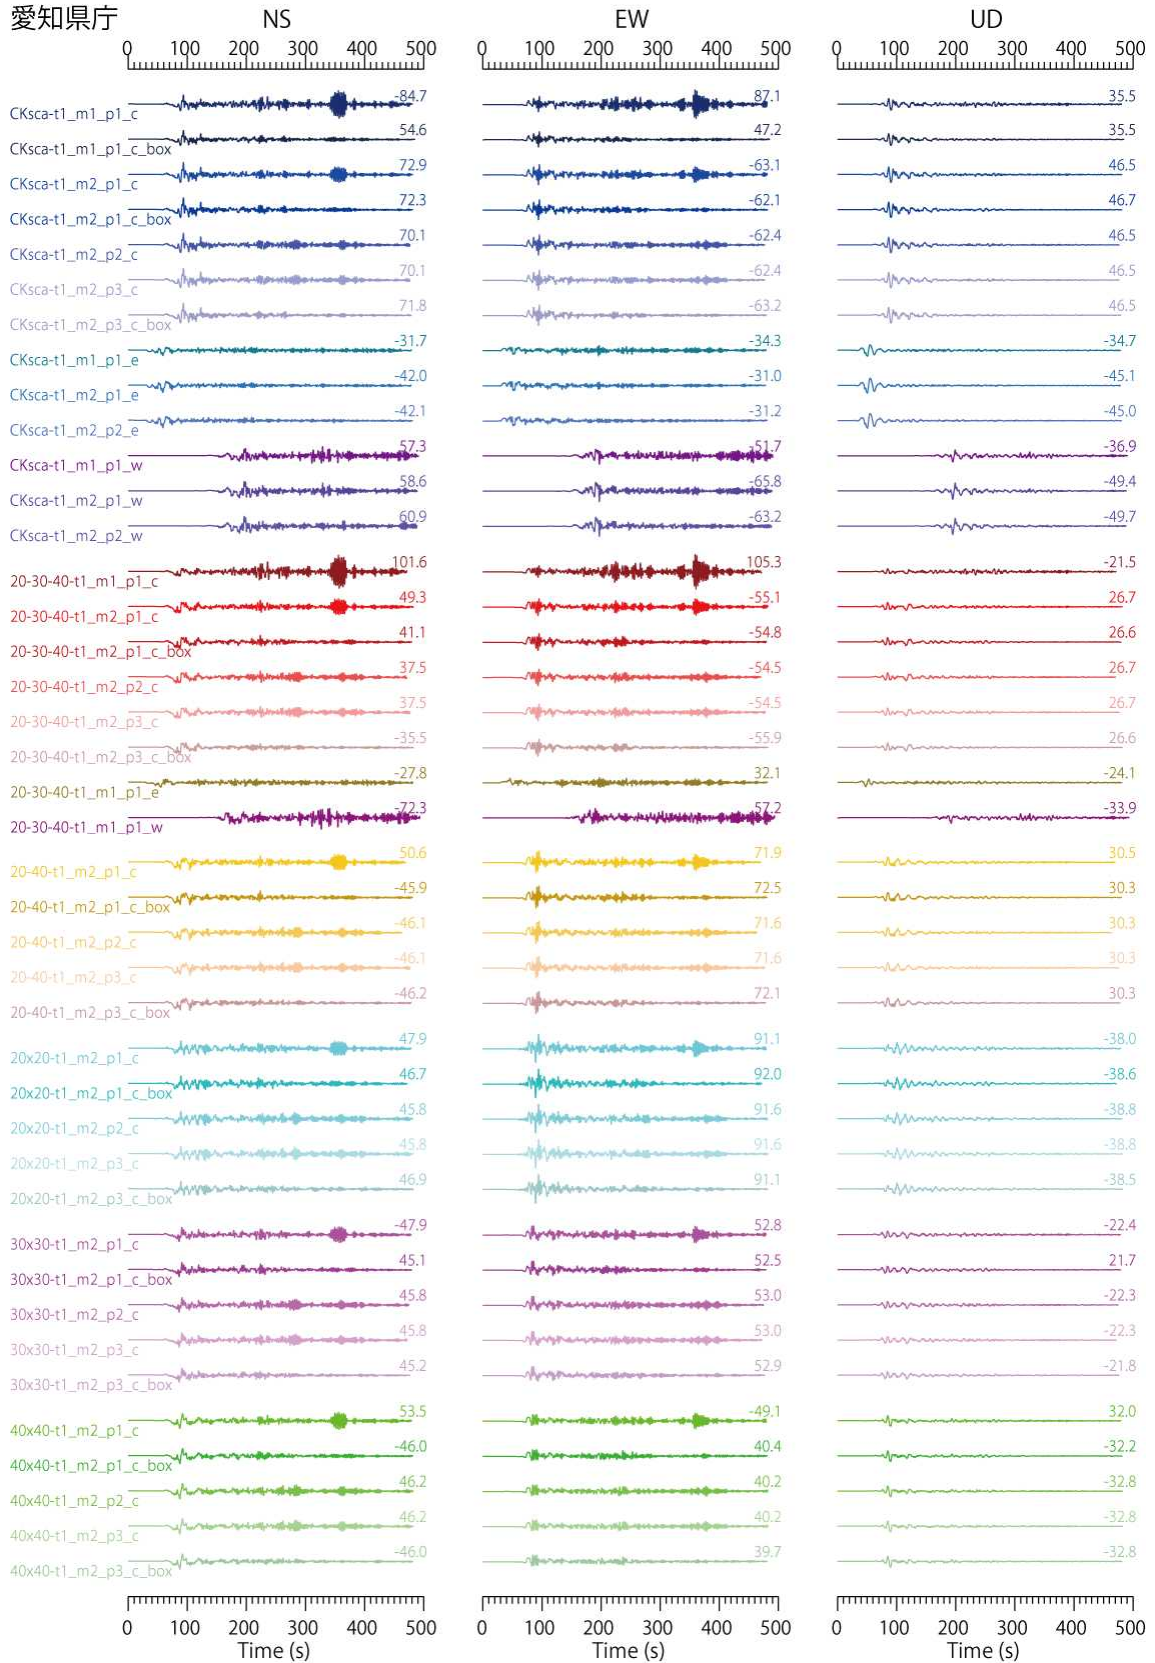 愛知県庁 NS EW UD
0 100 200 300 400 500 0 100 200 300 400 500 0 100 200 300 400 500
CKsca-t1_m1_p1_c -84.7 87.1 35.5
CKsca-t1_m1_p1_c_box 54.6 47.2 35.5
CKsca-t1_m2_p1_c 72.9 -63.1 46.5
CKsca-t1_m2_p1_c_box 72.3 -62.1 46.7
CKsca-t1_m2_p2_c 70.1 -62.4 46.5
CKsca-t1_m2_p3_c 70.1 -62.4 46.5
CKsca-t1_m2_p3_c_box 71.8 -63.2 46.5
CKsca-t1_m1_p1_e -31.7 -34.3 -34.7
CKsca-t1_m2_p1_e -42.0 -31.0 -45.1
CKsca-t1_m2_p2_e -42.1 -31.2 -45.0
CKsca-t1_m1_p1_w 57.3 -51.7 -36.9
CKsca-t1_m2_p1_w 58.6 -65.8 -49.4
CKsca-t1_m2_p2_w 60.9 -63.2 -49.7
20-30-40-t1_m1_p1_c 101.6 105.3 -21.5
20-30-40-t1_m2_p1_c 49.3 -55.1 26.7
20-30-40-t1_m2_p1_c_box 41.1 -54.8 26.6
20-30-40-t1_m2_p2_c 37.5 -54.5 26.7
20-30-40-t1_m2_p3_c 37.5 -54.5 26.7
20-30-40-t1_m2_p3_c_box -35.5 -55.9 26.6
20-30-40-t1_m1_p1_e -27.8 32.1 -24.1
20-30-40-t1_m1_p1_w -72.3 57.2 -33.9
20-40-t1_m2_p1_c 50.6 71.9 30.5
20-40-t1_m2_p1_c_box -45.9 72.5 30.3
20-40-t1_m2_p2_c -46.1 71.6 30.3
20-40-t1_m2_p3_c -46.1 71.6 30.3
20-40-t1_m2_p3_c_box -46.2 72.1 30.3
20x20-t1_m2_p1_c 47.9 91.1 -38.0
20x20-t1_m2_p1_c_box 46.7 92.0 -38.6
20x20-t1_m2_p2_c 45.8 91.6 -38.8
20x20-t1_m2_p3_c 45.8 91.6 -38.8
20x20-t1_m2_p3_c_box 46.9 91.1 -38.5
30x30-t1_m2_p1_c -47.9 52.8 -22.4
30x30-t1_m2_p1_c_box 45.1 52.5 21.7
30x30-t1_m2_p2_c 45.8 53.0 -22.3
30x30-t1_m2_p3_c 45.8 53.0 -22.3
30x30-t1_m2_p3_c_box 45.2 52.9 -21.8
40x40-t1_m2_p1_c 53.5 -49.1 32.0
40x40-t1_m2_p1_c_box -46.0 40.4 -32.2
40x40-t1_m2_p2_c 46.2 40.2 -32.8
40x40-t1_m2_p3_c 46.2 40.2 -32.8
40x40-t1_m2_p3_c_box -46.0 39.7 -32.8
0 100 200 300 400 500 0 100 200 300 400 500 0 100 200 300 400 500
Time (s) Time (s) Time (s)